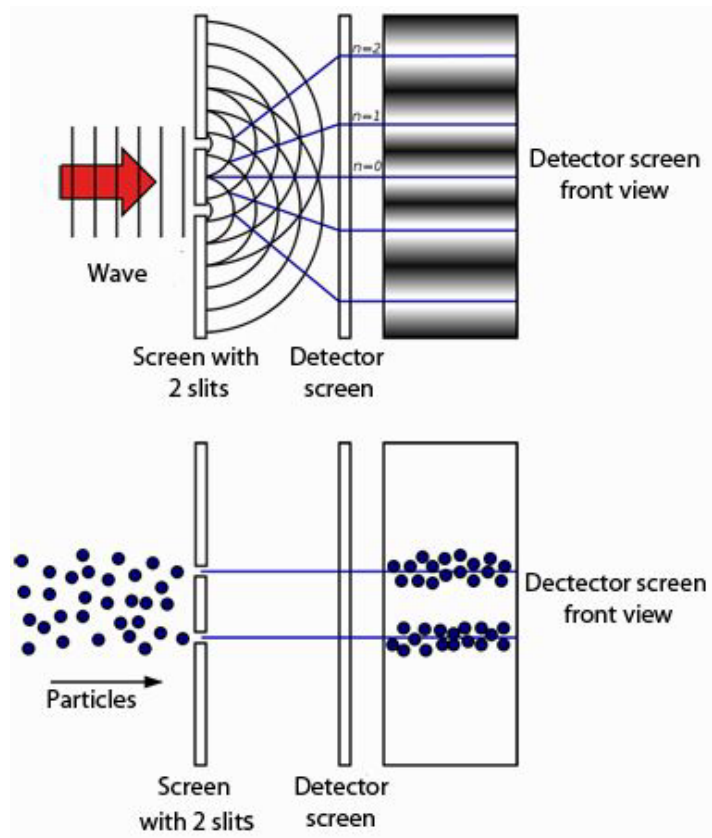 n=2
n=1
n=0
Detector screen
front view
Wave
Screen with
2 slits
Detector
screen
Dectector screen
front view
Particles
Screen
with 2 slits
Detector
screen